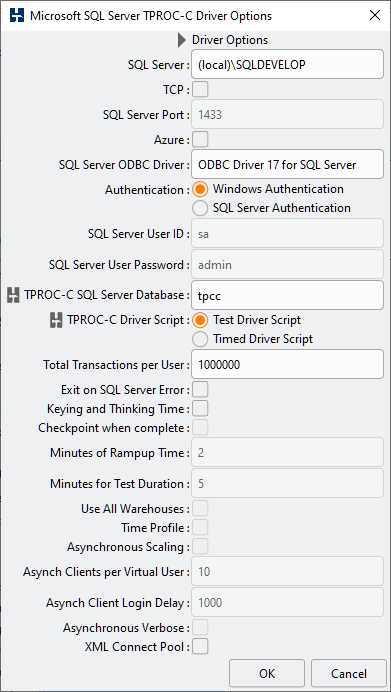 Microsoft SQL Server TPROC-C Driver Options
Driver Options
SQL Server : (local)\SQLDEVELOP
TCP :
SQL Server Port : 1433
Azure :
SQL Server ODBC Driver : ODBC Driver 17 for SQL Server
Authentication : Windows Authentication
SQL Server Authentication
SQL Server User ID : sa
SQL Server User Password : admin
TPROC-C SQL Server Database : tpcc
TPROC-C Driver Script : Test Driver Script
Timed Driver Script
Total Transactions per User : 1000000
Exit on SQL Server Error :
Keying and Thinking Time :
Checkpoint when complete :
Minutes of Rampup Time : 2
Minutes for Test Duration : 5
Use All Warehouses :
Time Profile :
Asynchronous Scaling :
Asynch Clients per Virtual User : 10
Asynch Client Login Delay : 1000
Asynchronous Verbose :
XML Connect Pool :
OK Cancel